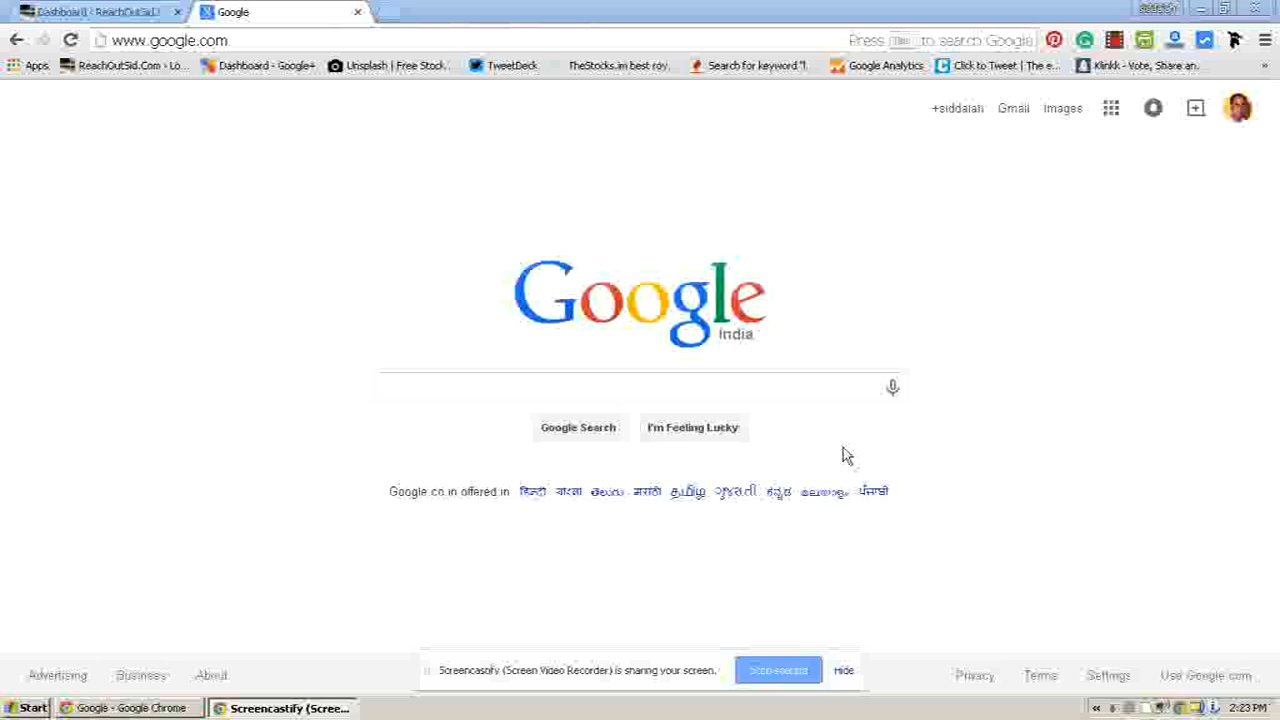 Dashboard ‹ ReachOutSid.
Google
www.google.com
Press Tab to search Google
Apps ReachOutSid.Com - Lo... Dashboard - Google+ Unsplash | Free Stock... TweetDeck TheStocks.im best roy... Search for keyword "l... Google Analytics Click to Tweet | The e... Klinkk - Vote, Share an... »
+siddaiah Gmail Images
Google
India
Google Search I'm Feeling Lucky
Google.co.in offered in हिन्दी বাংলা తెలుగు मराठी தமிழ் ગુજરાતી ಕನ್ನಡ മലയാളം ਪੰਜਾਬੀ
Screencastify (Screen Video Recorder) is sharing your screen. Stop sharing Hide
Advertising Business About Privacy Terms Settings Use Google.com
Start Google - Google Chrome Screencastify (Scree... 2:23 PM